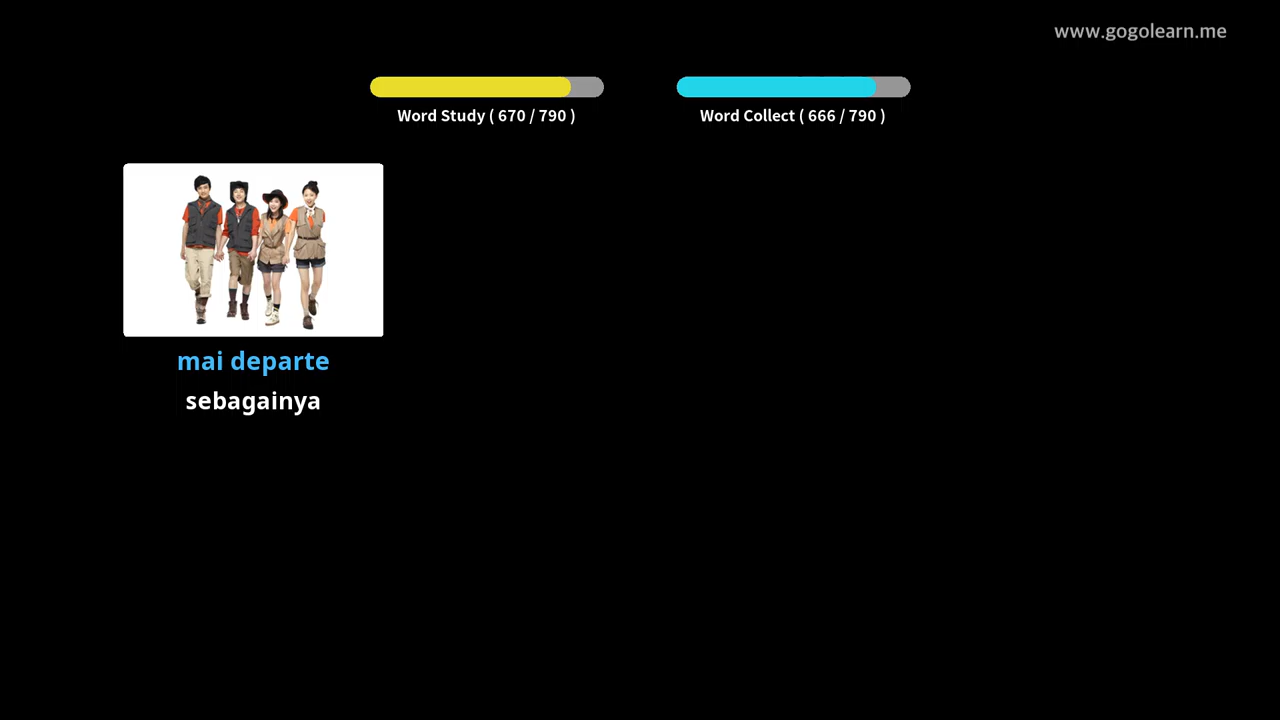 www.gogolearn.me
Word Study ( 670 / 790 )
Word Collect ( 666 / 790 )
mai departe
sebagainya